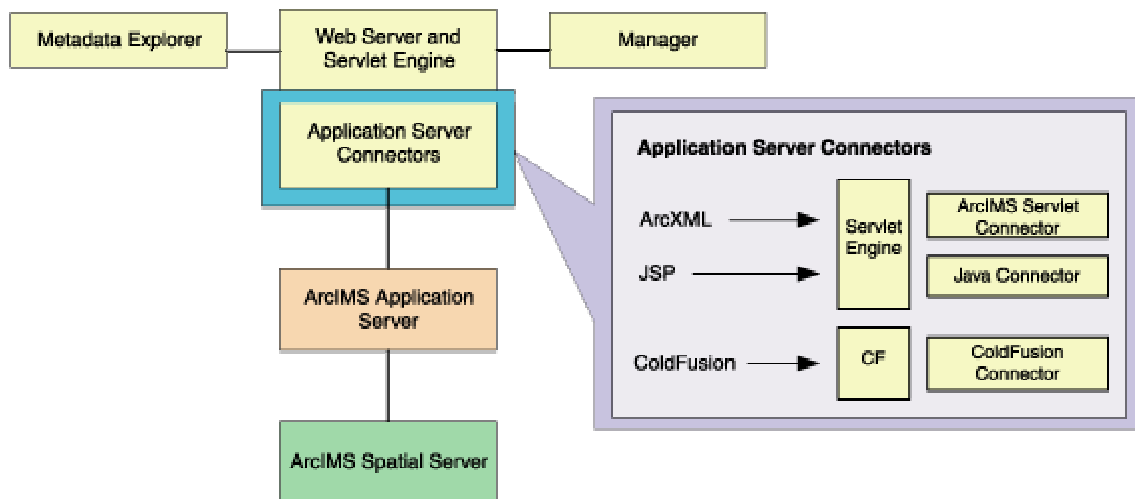 Metadata Explorer
Web Server and
Servlet Engine
Manager
Application Server
Connectors
ArcIMS Application
Server
ArcIMS Spatial Server
Application Server Connectors
ArcXML
JSP
ColdFusion
Servlet
Engine
CF
ArcIMS Servlet
Connector
Java Connector
ColdFusion
Connector